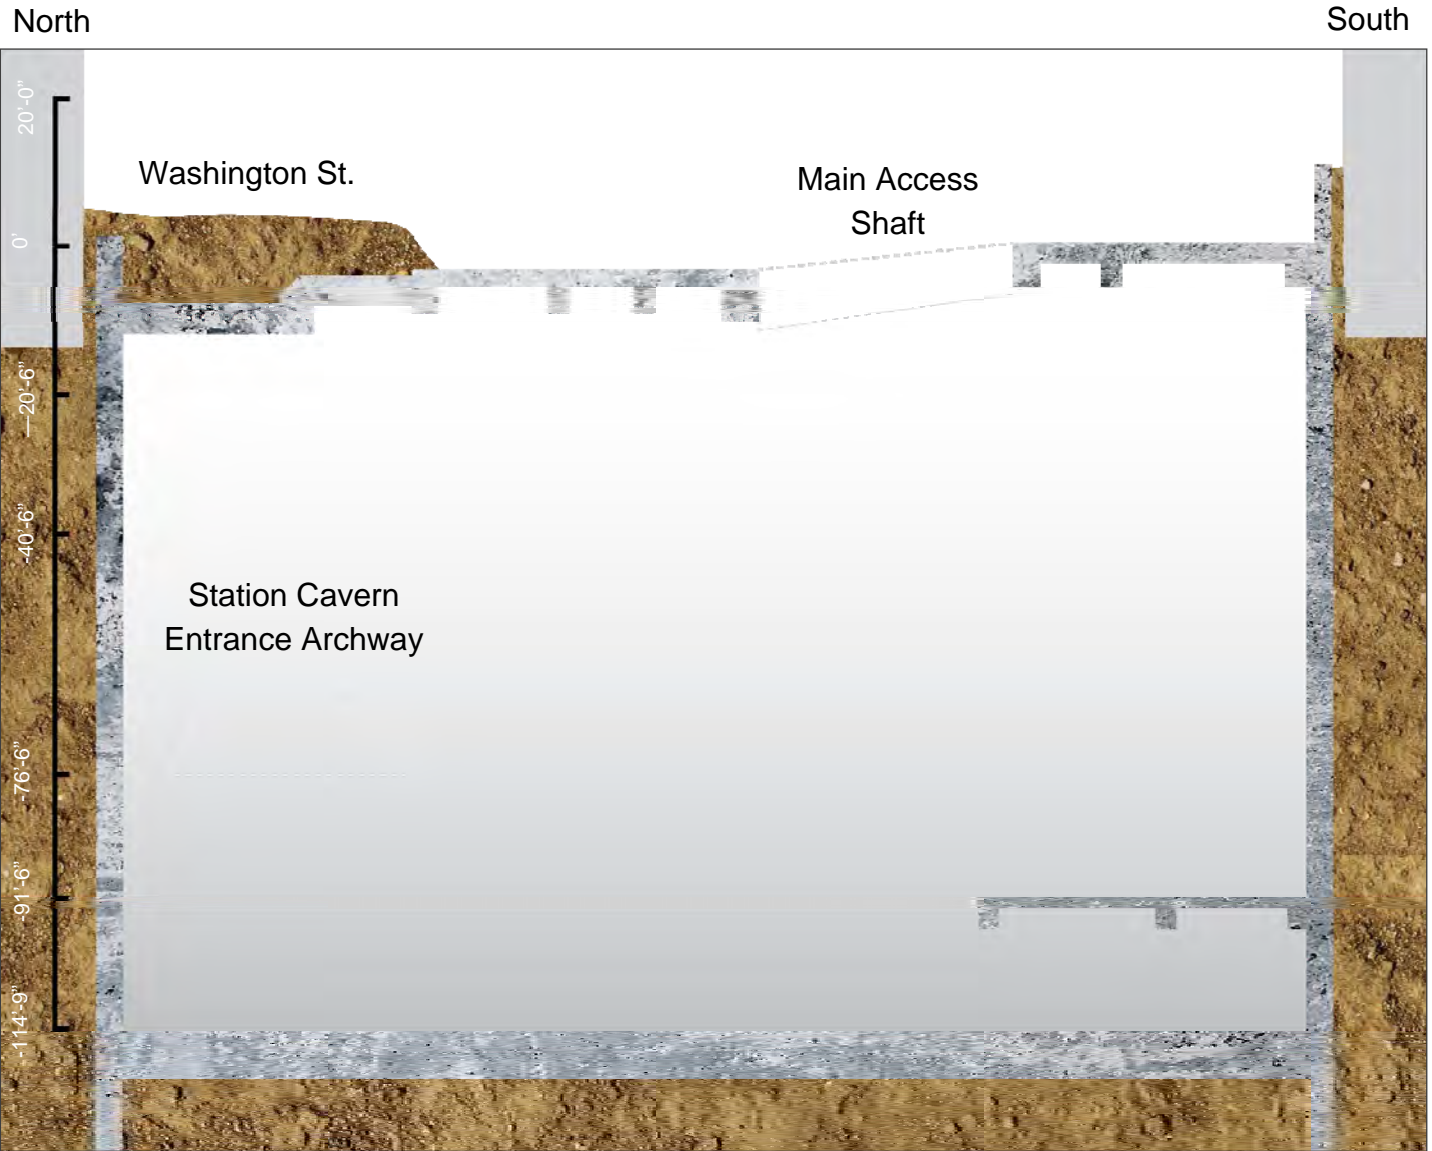 North
South
20'-0"
Washington St.
Main Access
Shaft
0'
—20'-6"
-40'-6"
Station Cavern
Entrance Archway
-76'-6"
-91'-6"
-114'-9"